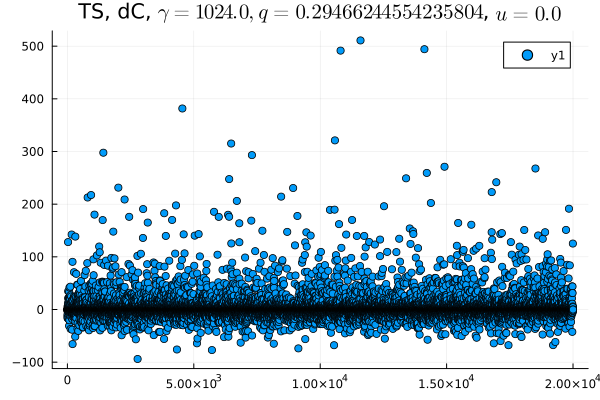 TS, dC, γ = 1024.0, q = 0.29466244554235804, u = 0.0
y1
500
400
300
200
100
0
−100
0 5.00×10³ 1.00×10⁴ 1.50×10⁴ 2.00×10⁴